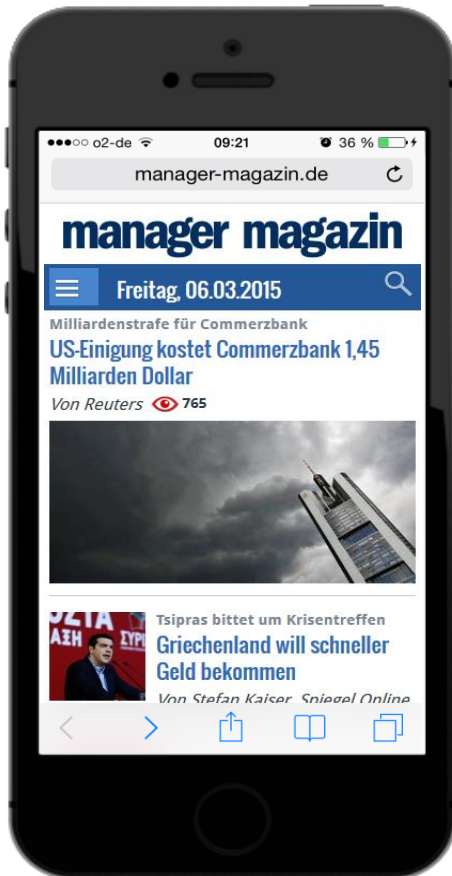 o2-de 09:21 36 %
manager-magazin.de
manager magazin
Freitag, 06.03.2015
Milliardenstrafe für Commerzbank
US-Einigung kostet Commerzbank 1,45
Milliarden Dollar
Von Reuters 765
ΑΞΗ ΣΥΡΙ
Tsipras bittet um Krisentreffen
Griechenland will schneller
Geld bekommen
Von Stefan Kaiser, Spiegel Online